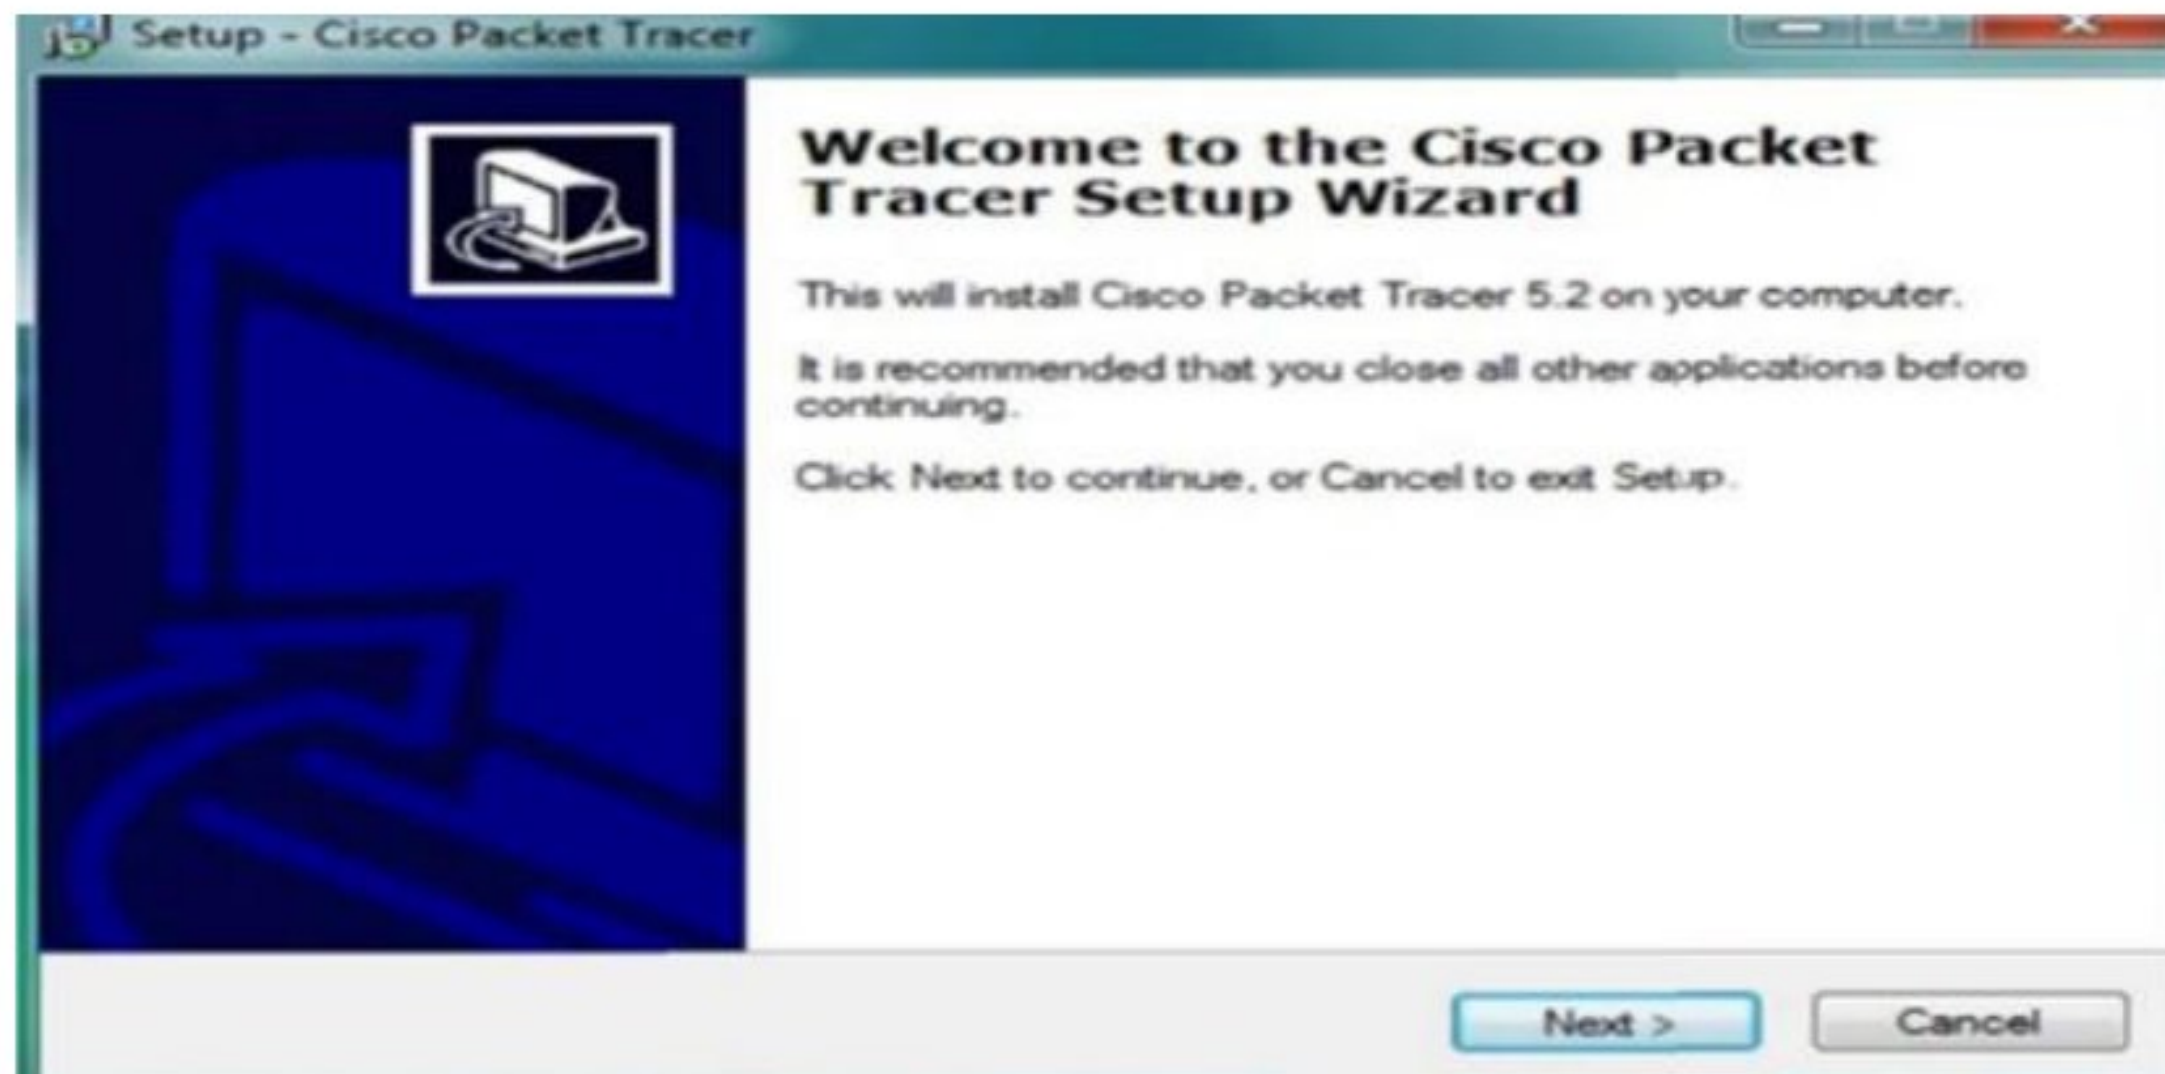 Setup - Cisco Packet Tracer
Welcome to the Cisco Packet
Tracer Setup Wizard
This will install Cisco Packet Tracer 5.2 on your computer.
It is recommended that you close all other applications before
continuing.
Click Next to continue, or Cancel to exit Setup.
Next >
Cancel